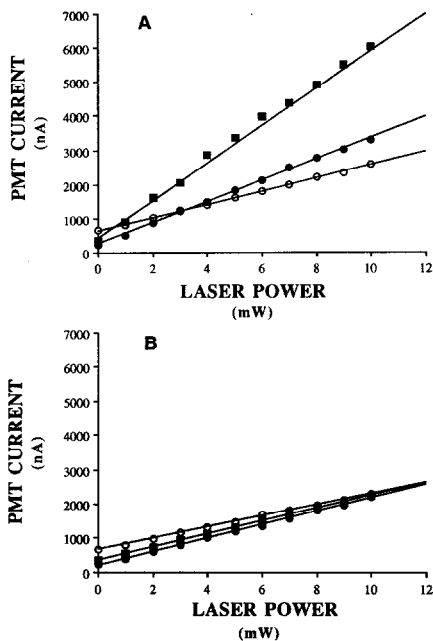 A
7000
6000
5000
4000
3000
2000
1000
0
PMT CURRENT
(nA)
0 2 4 6 8 10 12
LASER POWER
(mW)
B
7000
6000
5000
4000
3000
2000
1000
0
PMT CURRENT
(nA)
0 2 4 6 8 10 12
LASER POWER
(mW)